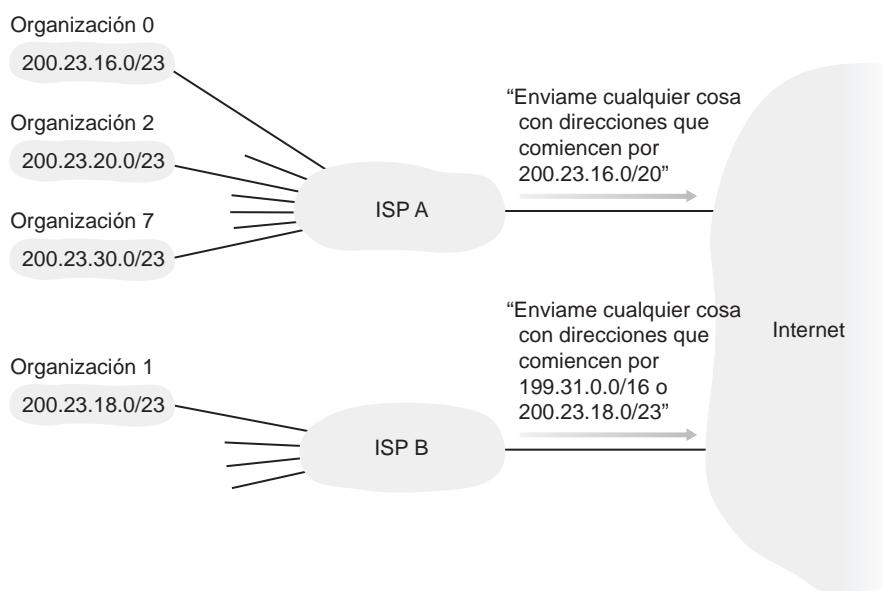 Organización 0
200.23.16.0/23
Organización 2
200.23.20.0/23
Organización 7
200.23.30.0/23
ISP A
“Enviame cualquier cosa
con direcciones que
comiencen por
200.23.16.0/20”
Organización 1
200.23.18.0/23
ISP B
“Enviame cualquier cosa
con direcciones que
comiencen por
199.31.0.0/16 o
200.23.18.0/23”
Internet